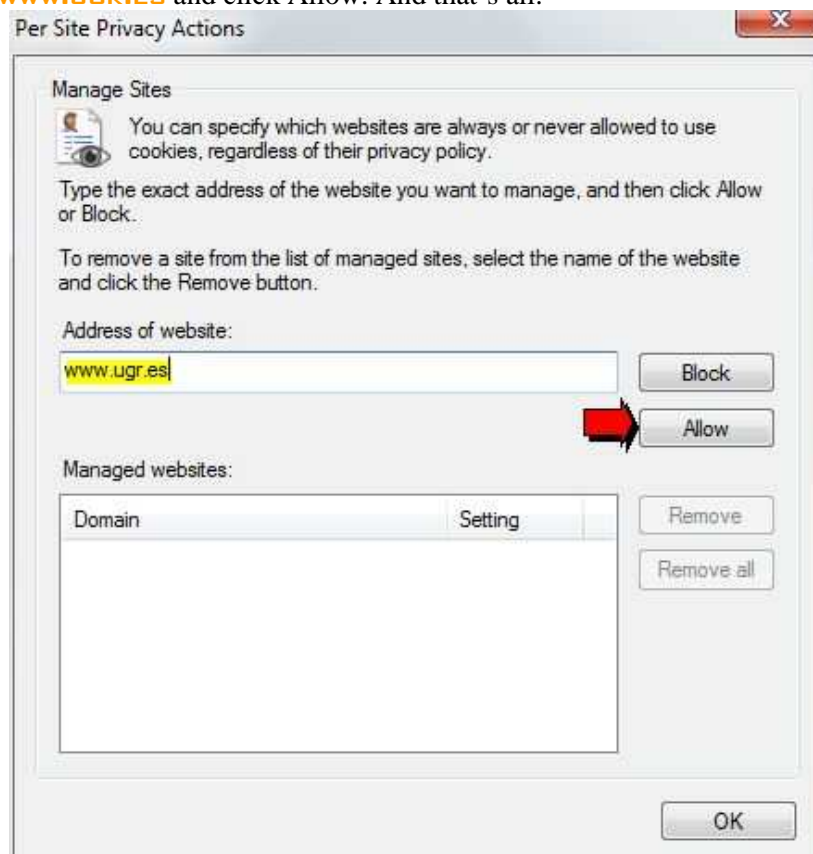 www.ugr.es and click Allow. And that's all.
Per Site Privacy Actions
Manage Sites
You can specify which websites are always or never allowed to use
cookies, regardless of their privacy policy.
Type the exact address of the website you want to manage, and then click Allow
or Block.
To remove a site from the list of managed sites, select the name of the website
and click the Remove button.
Address of website:
www.ugr.es
Block
Allow
Managed websites:
Domain Setting
Remove
Remove all
OK